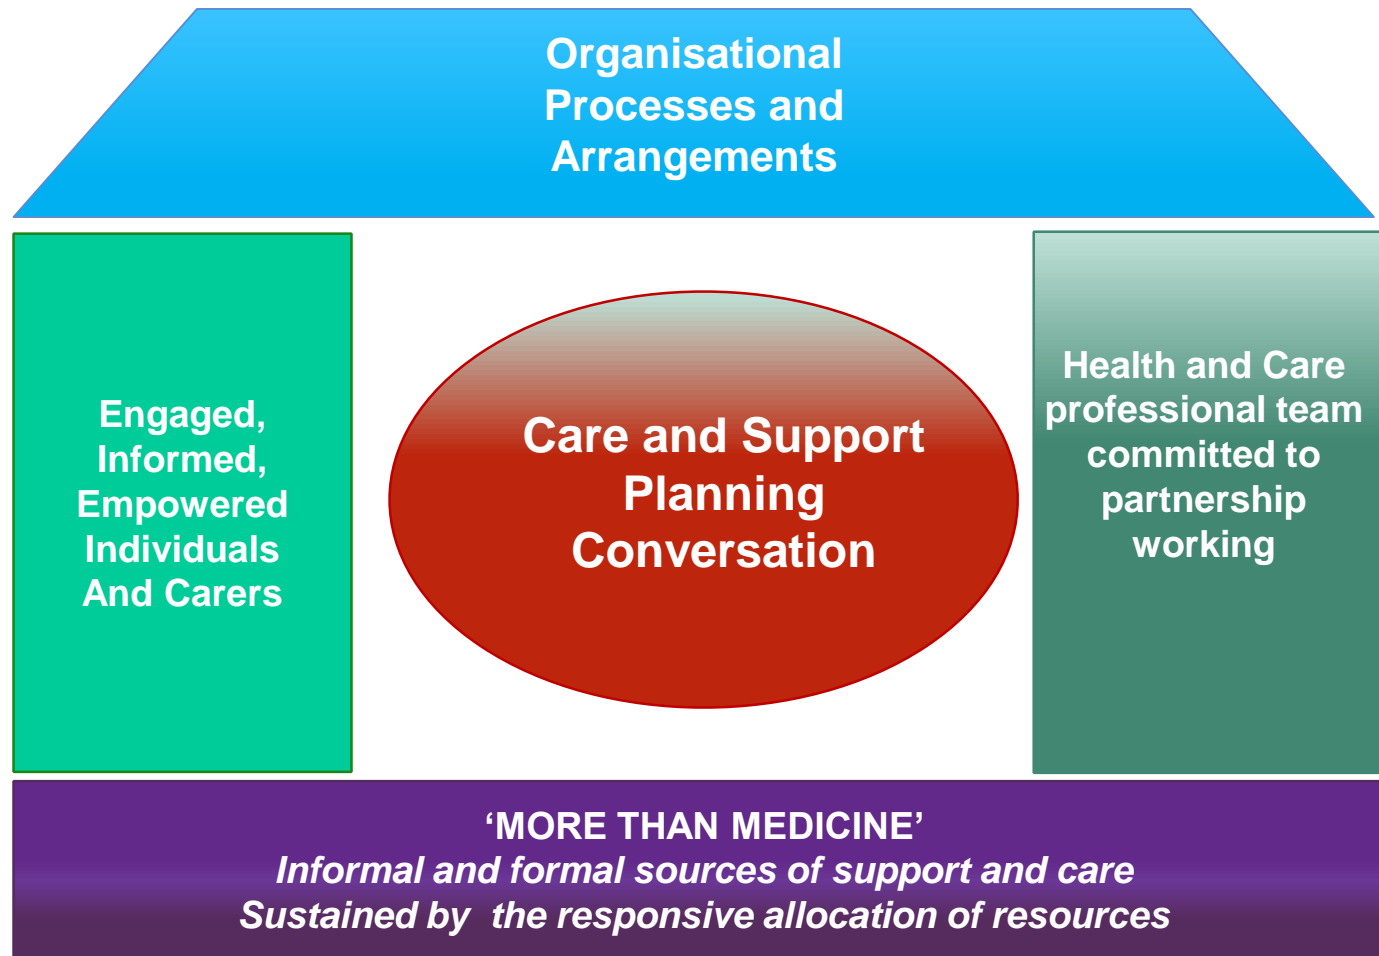 Organisational
Processes and
Arrangements
Engaged,
Informed,
Empowered
Individuals
And Carers
Care and Support
Planning
Conversation
Health and Care
professional team
committed to
partnership
working
‘MORE THAN MEDICINE’
Informal and formal sources of support and care
Sustained by  the responsive allocation of resources